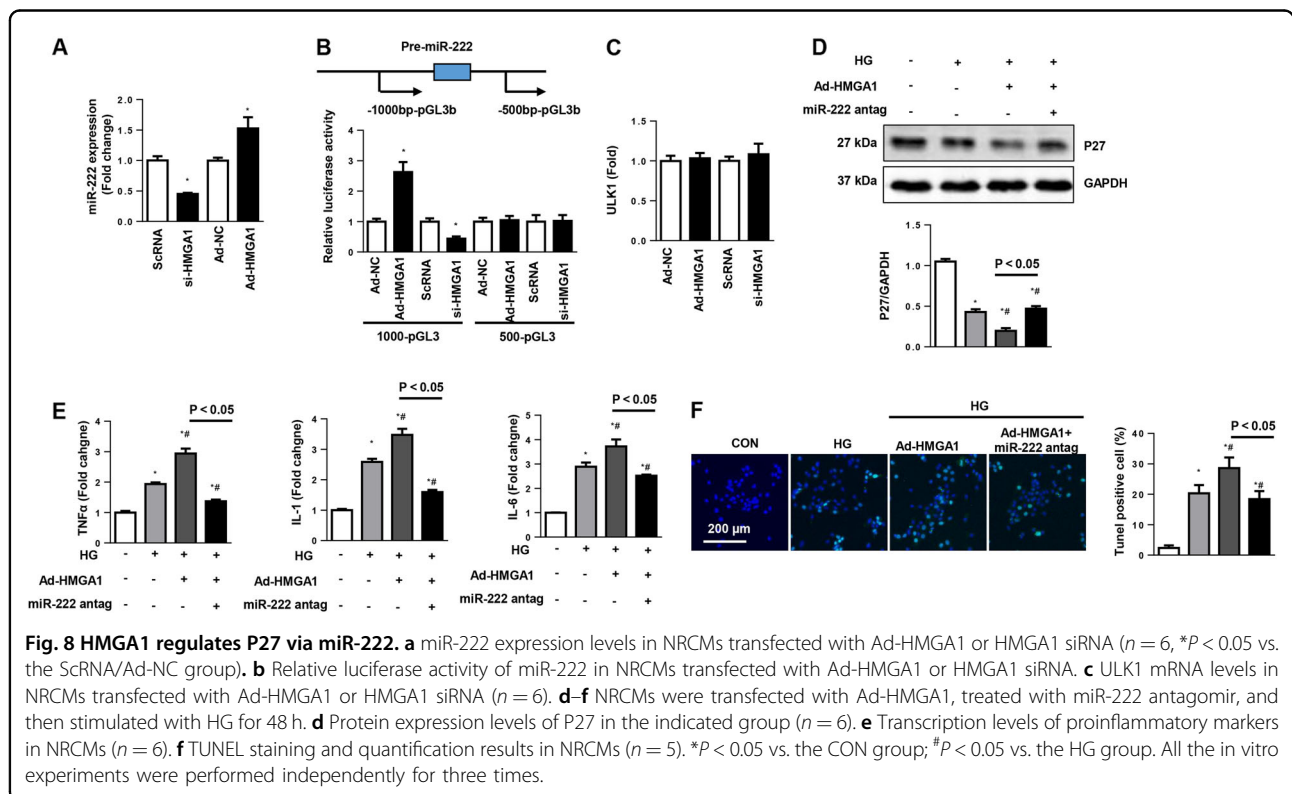 A
miR-222 expression
(Fold change)
2.0
1.5
1.0
0.5
0.0
*
*
ScRNA
si-HMGA1
Ad-NC
Ad-HMGA1
B
Pre-miR-222
-1000bp-pGL3b
-500bp-pGL3b
Relative luciferase activity
5
4
3
2
1
0
*
*
Ad-NC
Ad-HMGA1
ScRNA
si-HMGA1
Ad-NC
Ad-HMGA1
ScRNA
si-HMGA1
1000-pGL3
500-pGL3
C
ULK1 (Fold)
1.5
1.0
0.5
0.0
Ad-NC
Ad-HMGA1
ScRNA
si-HMGA1
D
HG - + + +
Ad-HMGA1 - - + +
miR-222 antag - - - +
27 kDa P27
37 kDa GAPDH
P27/GAPDH
1.5
1.0
0.5
0.0
P < 0.05
*
*#
*#
E
TNFα (Fold cahgne)
4
3
2
1
0
P < 0.05
*
*#
*#
HG - + + +
Ad-HMGA1 - - + +
miR-222 antag - - - +
IL-1 (Fold cahgne)
4
3
2
1
0
P < 0.05
*
*#
*#
HG - + + +
Ad-HMGA1 - - + +
miR-222 antag - - - +
IL-6 (Fold cahgne)
5
4
3
2
1
0
P < 0.05
*
*#
*#
HG - + + +
Ad-HMGA1 - - + +
miR-222 antag - - - +
F
HG
CON
HG
Ad-HMGA1
Ad-HMGA1+
miR-222 antag
200 μm
Tunel positive cell (%)
40
30
20
10
0
P < 0.05
*
*#
*#
Fig. 8 HMGA1 regulates P27 via miR-222. a miR-222 expression levels in NRCMs transfected with Ad-HMGA1 or HMGA1 siRNA (n = 6, *P < 0.05 vs.
the ScRNA/Ad-NC group). b Relative luciferase activity of miR-222 in NRCMs transfected with Ad-HMGA1 or HMGA1 siRNA. c ULK1 mRNA levels in
NRCMs transfected with Ad-HMGA1 or HMGA1 siRNA (n = 6). d–f NRCMs were transfected with Ad-HMGA1, treated with miR-222 antagomir, and
then stimulated with HG for 48 h. d Protein expression levels of P27 in the indicated group (n = 6). e Transcription levels of proinflammatory markers
in NRCMs (n = 6). f TUNEL staining and quantification results in NRCMs (n = 5). *P < 0.05 vs. the CON group; #P < 0.05 vs. the HG group. All the in vitro
experiments were performed independently for three times.